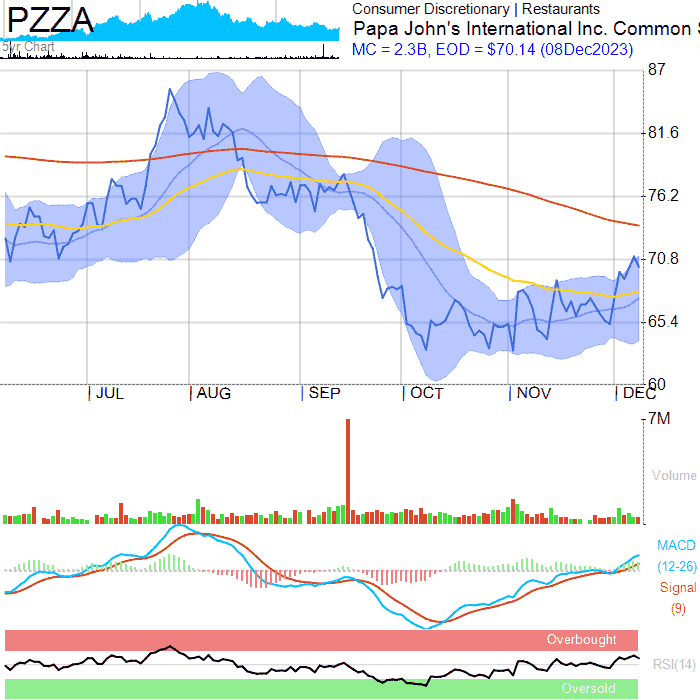 PZZA
5yr Chart
Consumer Discretionary | Restaurants
Papa John's International Inc. Common S
MC = 2.3B, EOD = $70.14 (08Dec2023)
87
81.6
76.2
70.8
65.4
60
JUL AUG SEP OCT NOV DEC
7M
Volume
MACD
(12-26)
Signal
(9)
Overbought
RSI(14)
Oversold